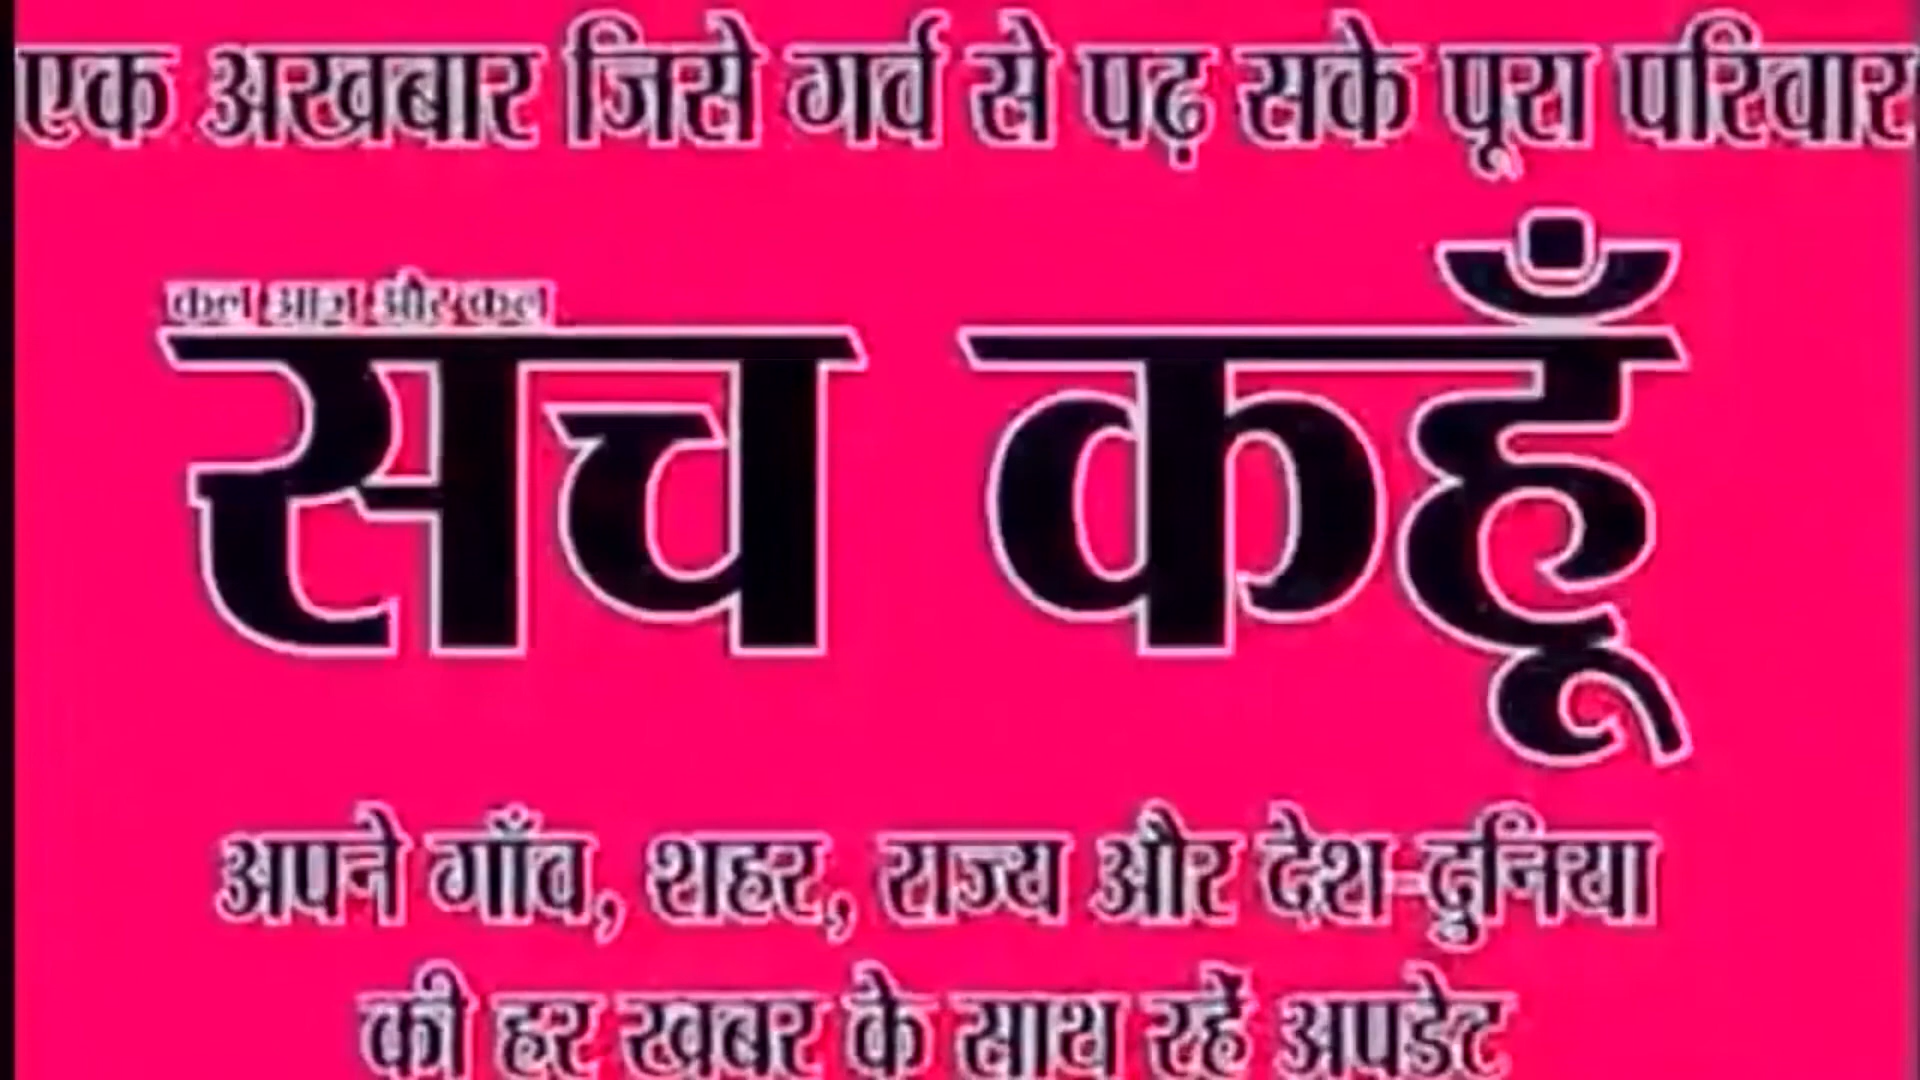 एक अखबार जिसे गर्व से पढ़ सके पूरा परिवार
कल आज और कल
सच कहूँ
अपने गाँव, शहर, राज्य और देश-दुनिया
की हर खबर के साथ रहें अपडेट